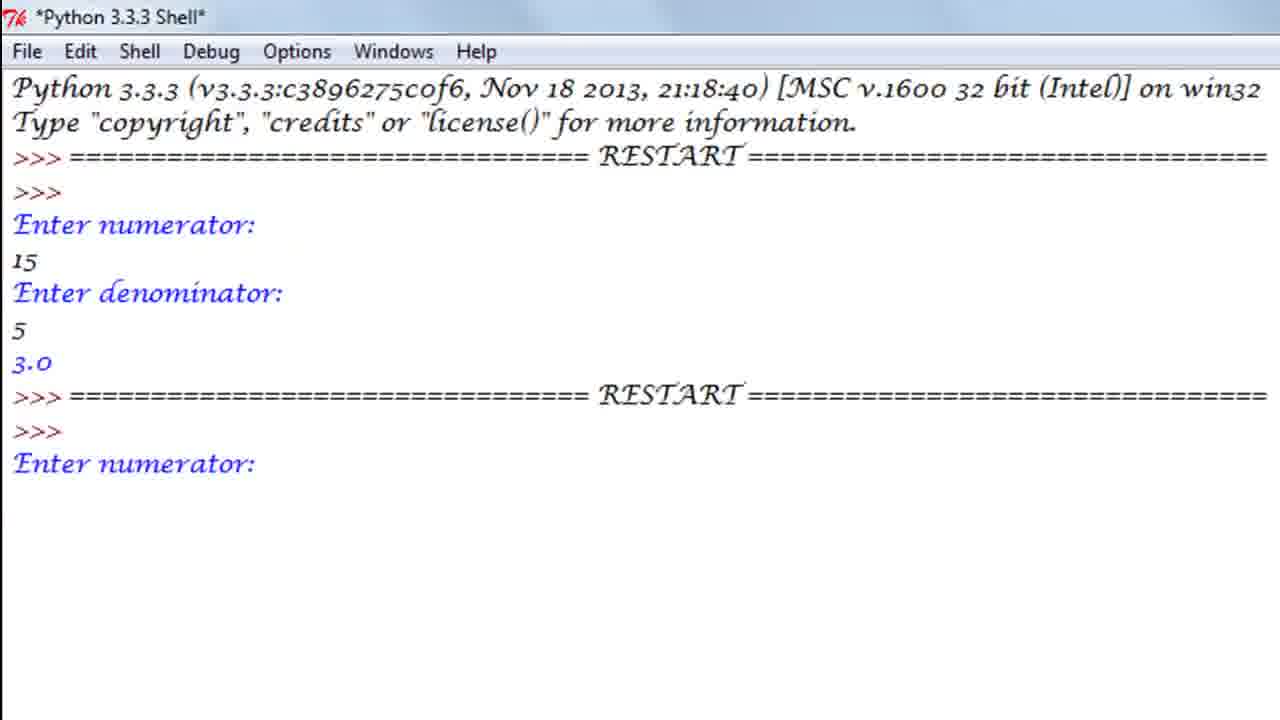 *Python 3.3.3 Shell*
File Edit Shell Debug Options Windows Help
Python 3.3.3 (v3.3.3:c3896275c0f6, Nov 18 2013, 21:18:40) [MSC v.1600 32 bit (Intel)] on win32
Type "copyright", "credits" or "license()" for more information.
>>> ================================ RESTART ================================
>>>
Enter numerator:
15
Enter denominator:
5
3.0
>>> ================================ RESTART ================================
>>>
Enter numerator: